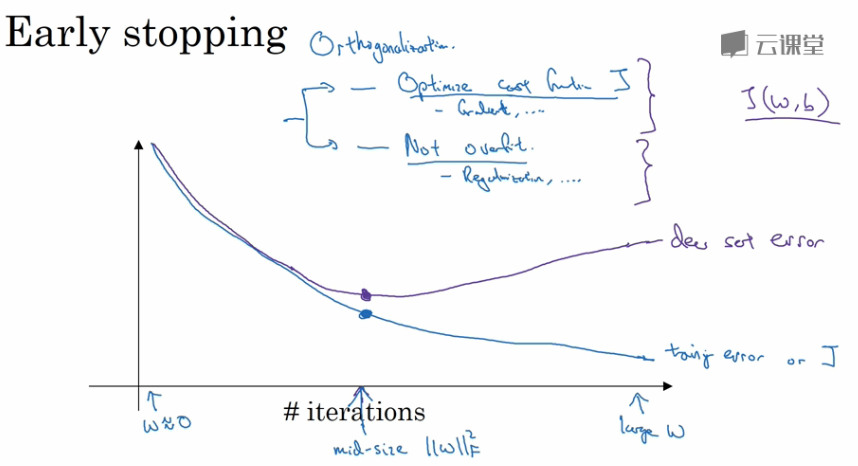 Early stopping
Orthogonalization.
云课堂
— Optimize cost function J
- Gradient, ....
J(w,b)
— Not overfit.
- Regularization, ....
dev set error
training error or J
w≈0
# iterations
mid-size ||w||²_F
large w